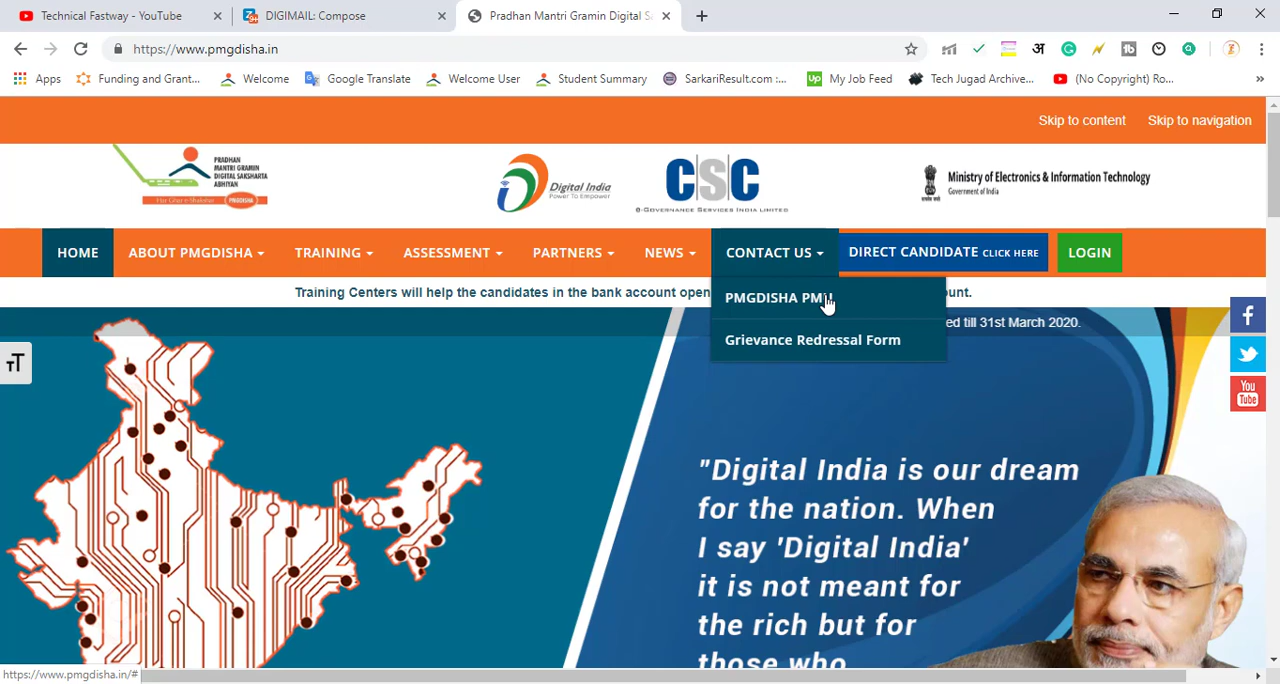 Technical Fastway - YouTube
DIGIMAIL: Compose
Pradhan Mantri Gramin Digital S
https://www.pmgdisha.in
Apps
Funding and Grant...
Welcome
Google Translate
Welcome User
Student Summary
SarkariResult.com :...
My Job Feed
Tech Jugad Archive...
(No Copyright) Ro...
Skip to content
Skip to navigation
PRADHAN
MANTRI GRAMIN
DIGITAL SAKSHARTA
ABHIYAN
PMGDISHA
Digital India
Power To Empower
CSC
e-GOVERNANCE SERVICES INDIA LIMITED
Ministry of Electronics & Information Technology
Government of India
HOME
ABOUT PMGDISHA
TRAINING
ASSESSMENT
PARTNERS
NEWS
CONTACT US
DIRECT CANDIDATE CLICK HERE
LOGIN
Training Centers will help the candidates in the bank account open
unt.
PMGDISHA PMU
ed till 31st March 2020.
Grievance Redressal Form
TT
You
Tube
"Digital India is our dream
for the nation. When
I say 'Digital India'
it is not meant for
the rich but for
those who
https://www.pmgdisha.in/#